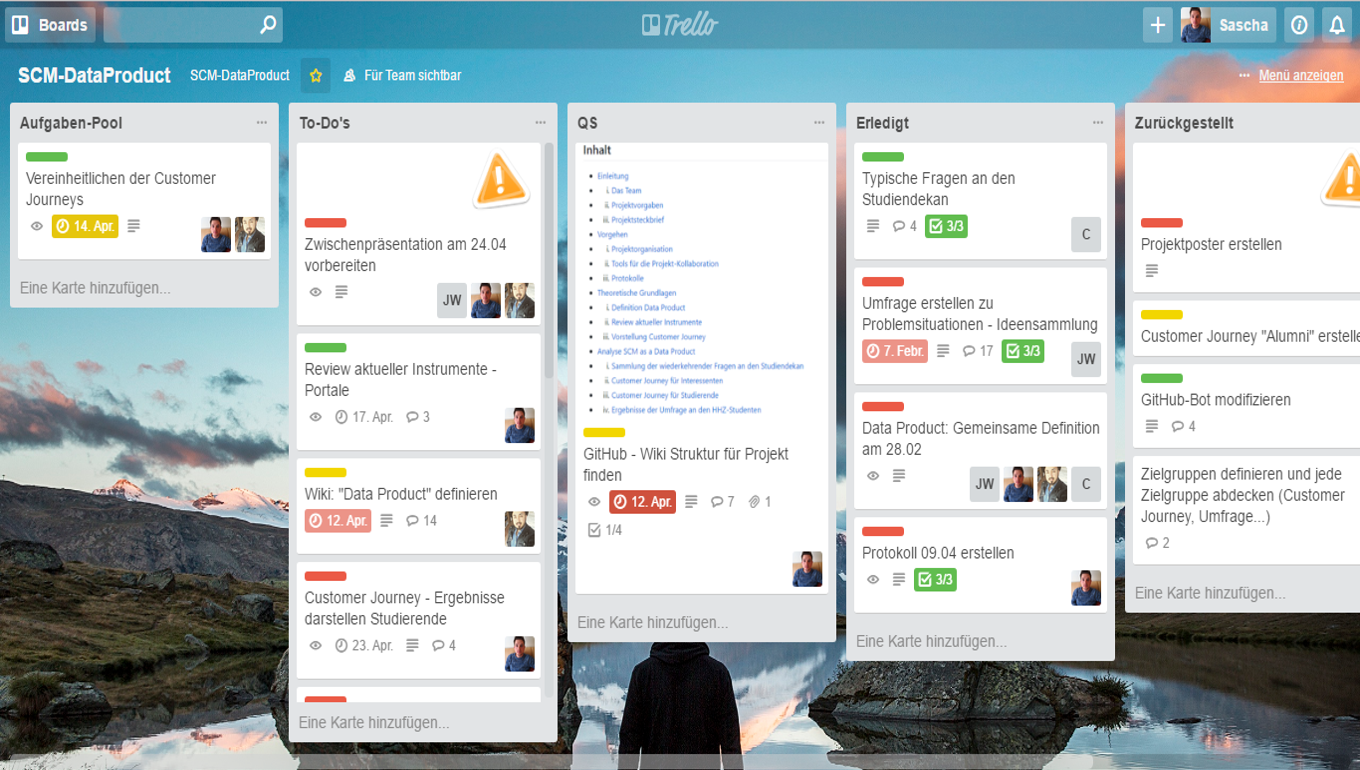 Boards
Trello
Sascha
SCM-DataProduct
SCM-DataProduct
Für Team sichtbar
Menü anzeigen
Aufgaben-Pool
Vereinheitlichen der Customer
Journeys
14. Apr.
Eine Karte hinzufügen...
To-Do's
Zwischenpräsentation am 24.04
vorbereiten
JW
Review aktueller Instrumente -
Portale
17. Apr.
3
Wiki: "Data Product" definieren
12. Apr.
14
Customer Journey - Ergebnisse
darstellen Studierende
23. Apr.
4
Eine Karte hinzufügen...
QS
Inhalt
Einleitung
i. Das Team
ii. Projektvorgaben
iii. Projektsteckbrief
Vorgehen
i. Projektorganisation
ii. Tools für die Projekt-Kollaboration
iii. Protokolle
Theoretische Grundlagen
i. Definition Data Product
ii. Review aktueller Instrumente
iii. Vorstellung Customer Journey
Analyse SCM as a Data Product
i. Sammlung der wiederkehrender Fragen an den Studiendekan
ii. Customer Journey für Interessenten
iii. Customer Journey für Studierende
iv. Ergebnisse der Umfrage an den HHZ-Studenten
GitHub - Wiki Struktur für Projekt
finden
12. Apr.
7
1
1/4
Eine Karte hinzufügen...
Erledigt
Typische Fragen an den
Studiendekan
4
3/3
C
Umfrage erstellen zu
Problemsituationen - Ideensammlung
7. Febr.
17
3/3
JW
Data Product: Gemeinsame Definition
am 28.02
JW
C
Protokoll 09.04 erstellen
3/3
Eine Karte hinzufügen...
Zurückgestellt
Projektposter erstellen
Customer Journey "Alumni" erstelle
GitHub-Bot modifizieren
4
Zielgruppen definieren und jede
Zielgruppe abdecken (Customer
Journey, Umfrage...)
2
Eine Karte hinzufügen...